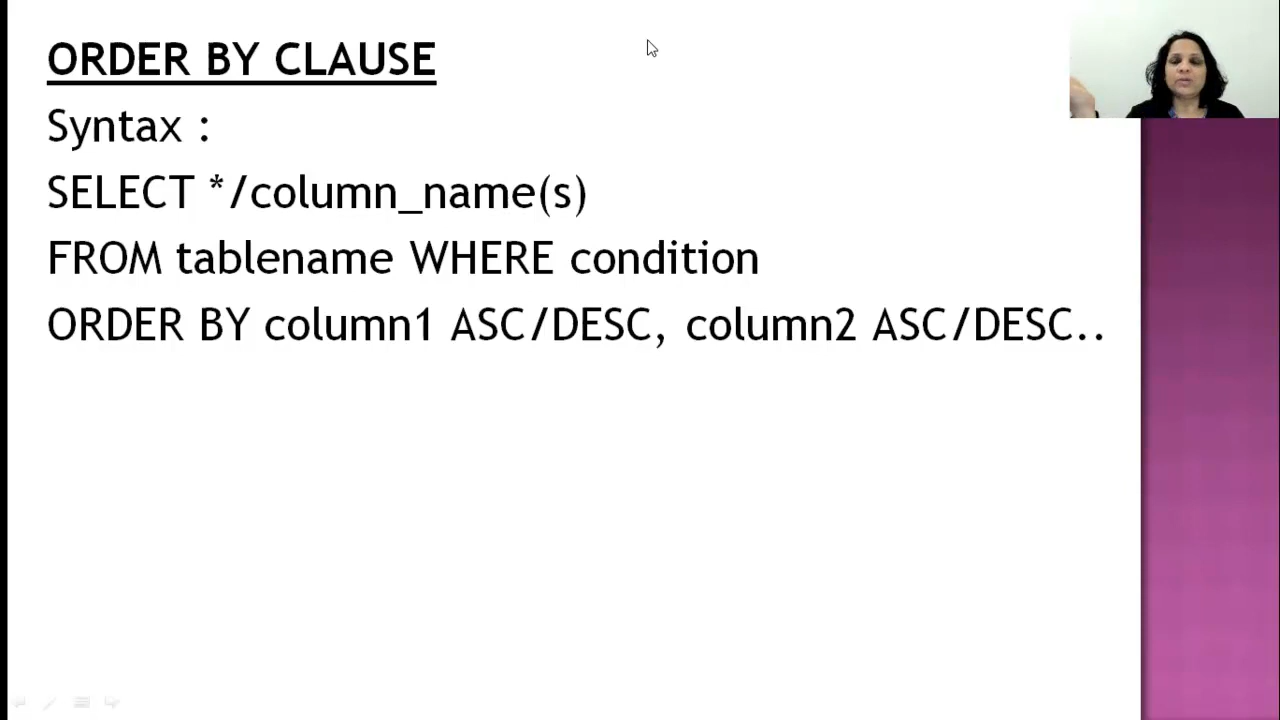 ORDER BY CLAUSE
Syntax :
SELECT */column_name(s)
FROM tablename WHERE condition
ORDER BY column1 ASC/DESC, column2 ASC/DESC..